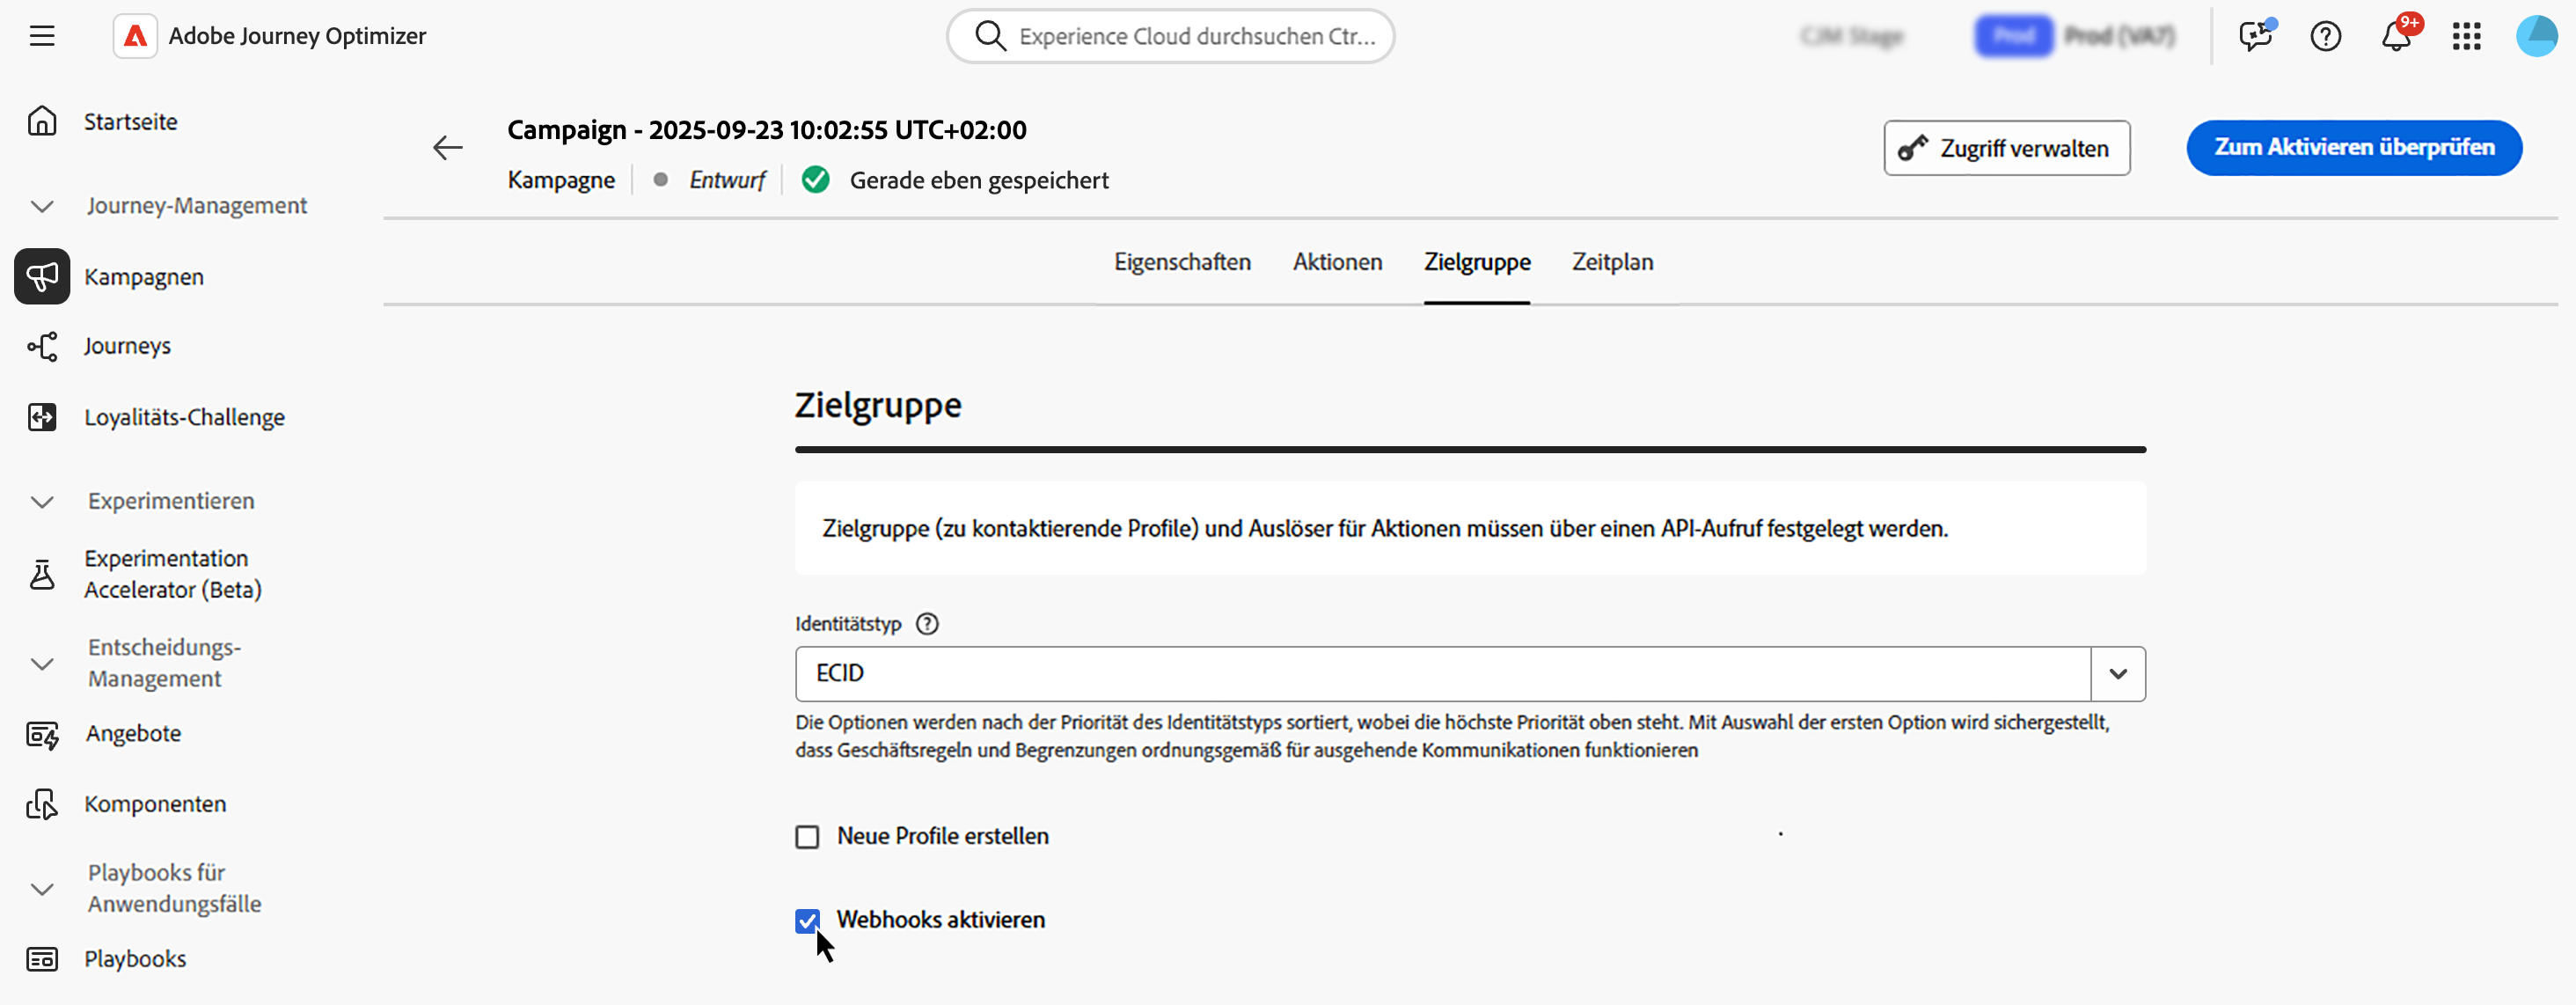 Adobe Journey Optimizer
Experience Cloud durchsuchen Ctr...
CJM Stage
Prod
Prod (VA7)
9+
Startseite
Journey-Management
Kampagnen
Journeys
Loyalitäts-Challenge
Experimentieren
Experimentation
Accelerator (Beta)
Entscheidungs-
Management
Angebote
Komponenten
Playbooks für
Anwendungsfälle
Playbooks
Campaign - 2025-09-23 10:02:55 UTC+02:00
Kampagne
Entwurf
Gerade eben gespeichert
Zugriff verwalten
Zum Aktivieren überprüfen
Eigenschaften
Aktionen
Zielgruppe
Zeitplan
Zielgruppe
Zielgruppe (zu kontaktierende Profile) und Auslöser für Aktionen müssen über einen API-Aufruf festgelegt werden.
Identitätstyp
ECID
Die Optionen werden nach der Priorität des Identitätstyps sortiert, wobei die höchste Priorität oben steht. Mit Auswahl der ersten Option wird sichergestellt,
dass Geschäftsregeln und Begrenzungen ordnungsgemäß für ausgehende Kommunikationen funktionieren
Neue Profile erstellen
Webhooks aktivieren